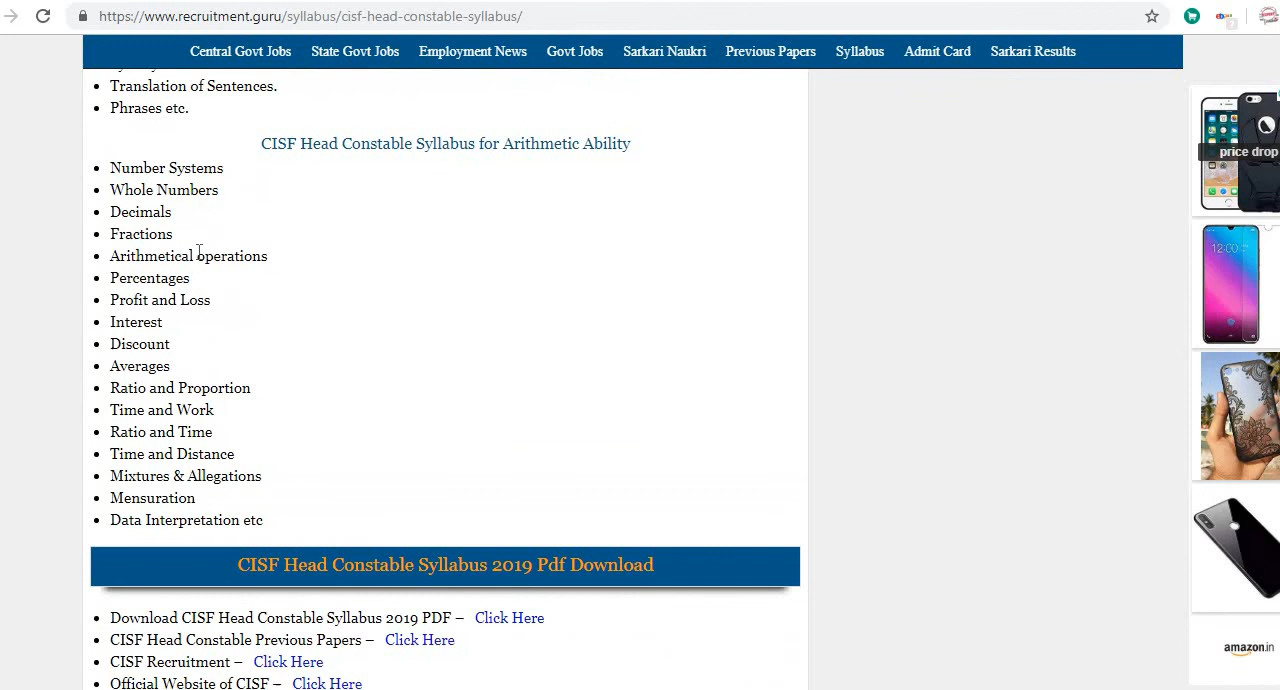 https://www.recruitment.guru/syllabus/cisf-head-constable-syllabus/
Central Govt Jobs State Govt Jobs Employment News Govt Jobs Sarkari Naukri Previous Papers Syllabus Admit Card Sarkari Results
Translation of Sentences.
Phrases etc.
CISF Head Constable Syllabus for Arithmetic Ability
Number Systems
Whole Numbers
Decimals
Fractions
Arithmetical operations
Percentages
Profit and Loss
Interest
Discount
Averages
Ratio and Proportion
Time and Work
Ratio and Time
Time and Distance
Mixtures & Allegations
Mensuration
Data Interpretation etc
CISF Head Constable Syllabus 2019 Pdf Download
Download CISF Head Constable Syllabus 2019 PDF – Click Here
CISF Head Constable Previous Papers – Click Here
CISF Recruitment – Click Here
Official Website of CISF – Click Here
price drop
12:00
amazon.in